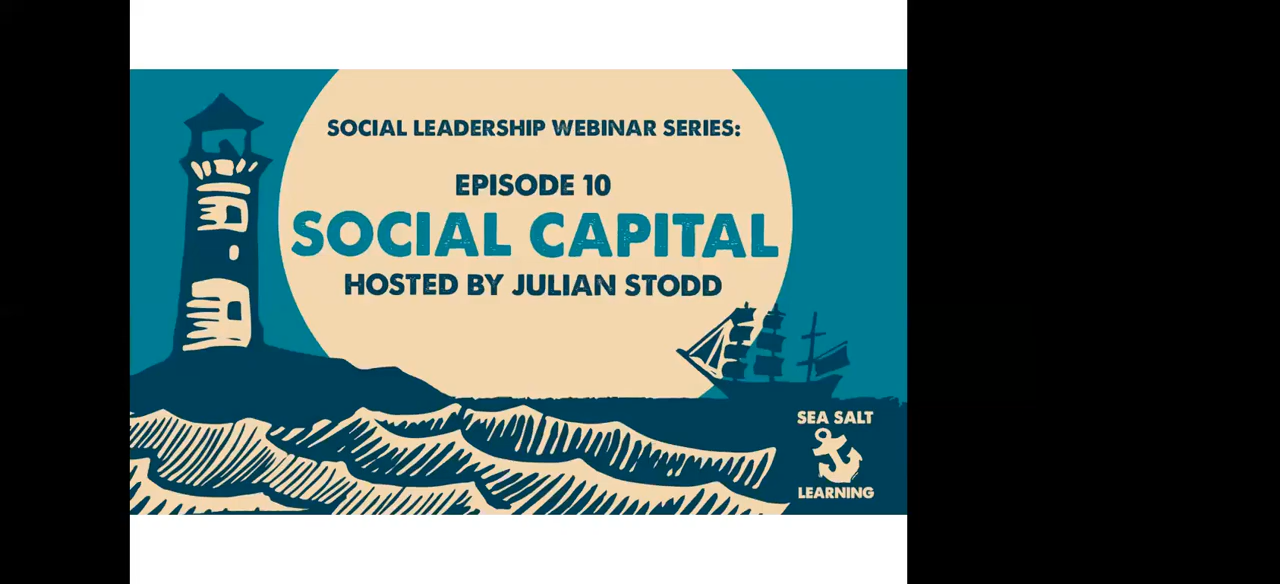 SOCIAL LEADERSHIP WEBINAR SERIES:
EPISODE 10
SOCIAL CAPITAL
HOSTED BY JULIAN STODD
SEA SALT
LEARNING